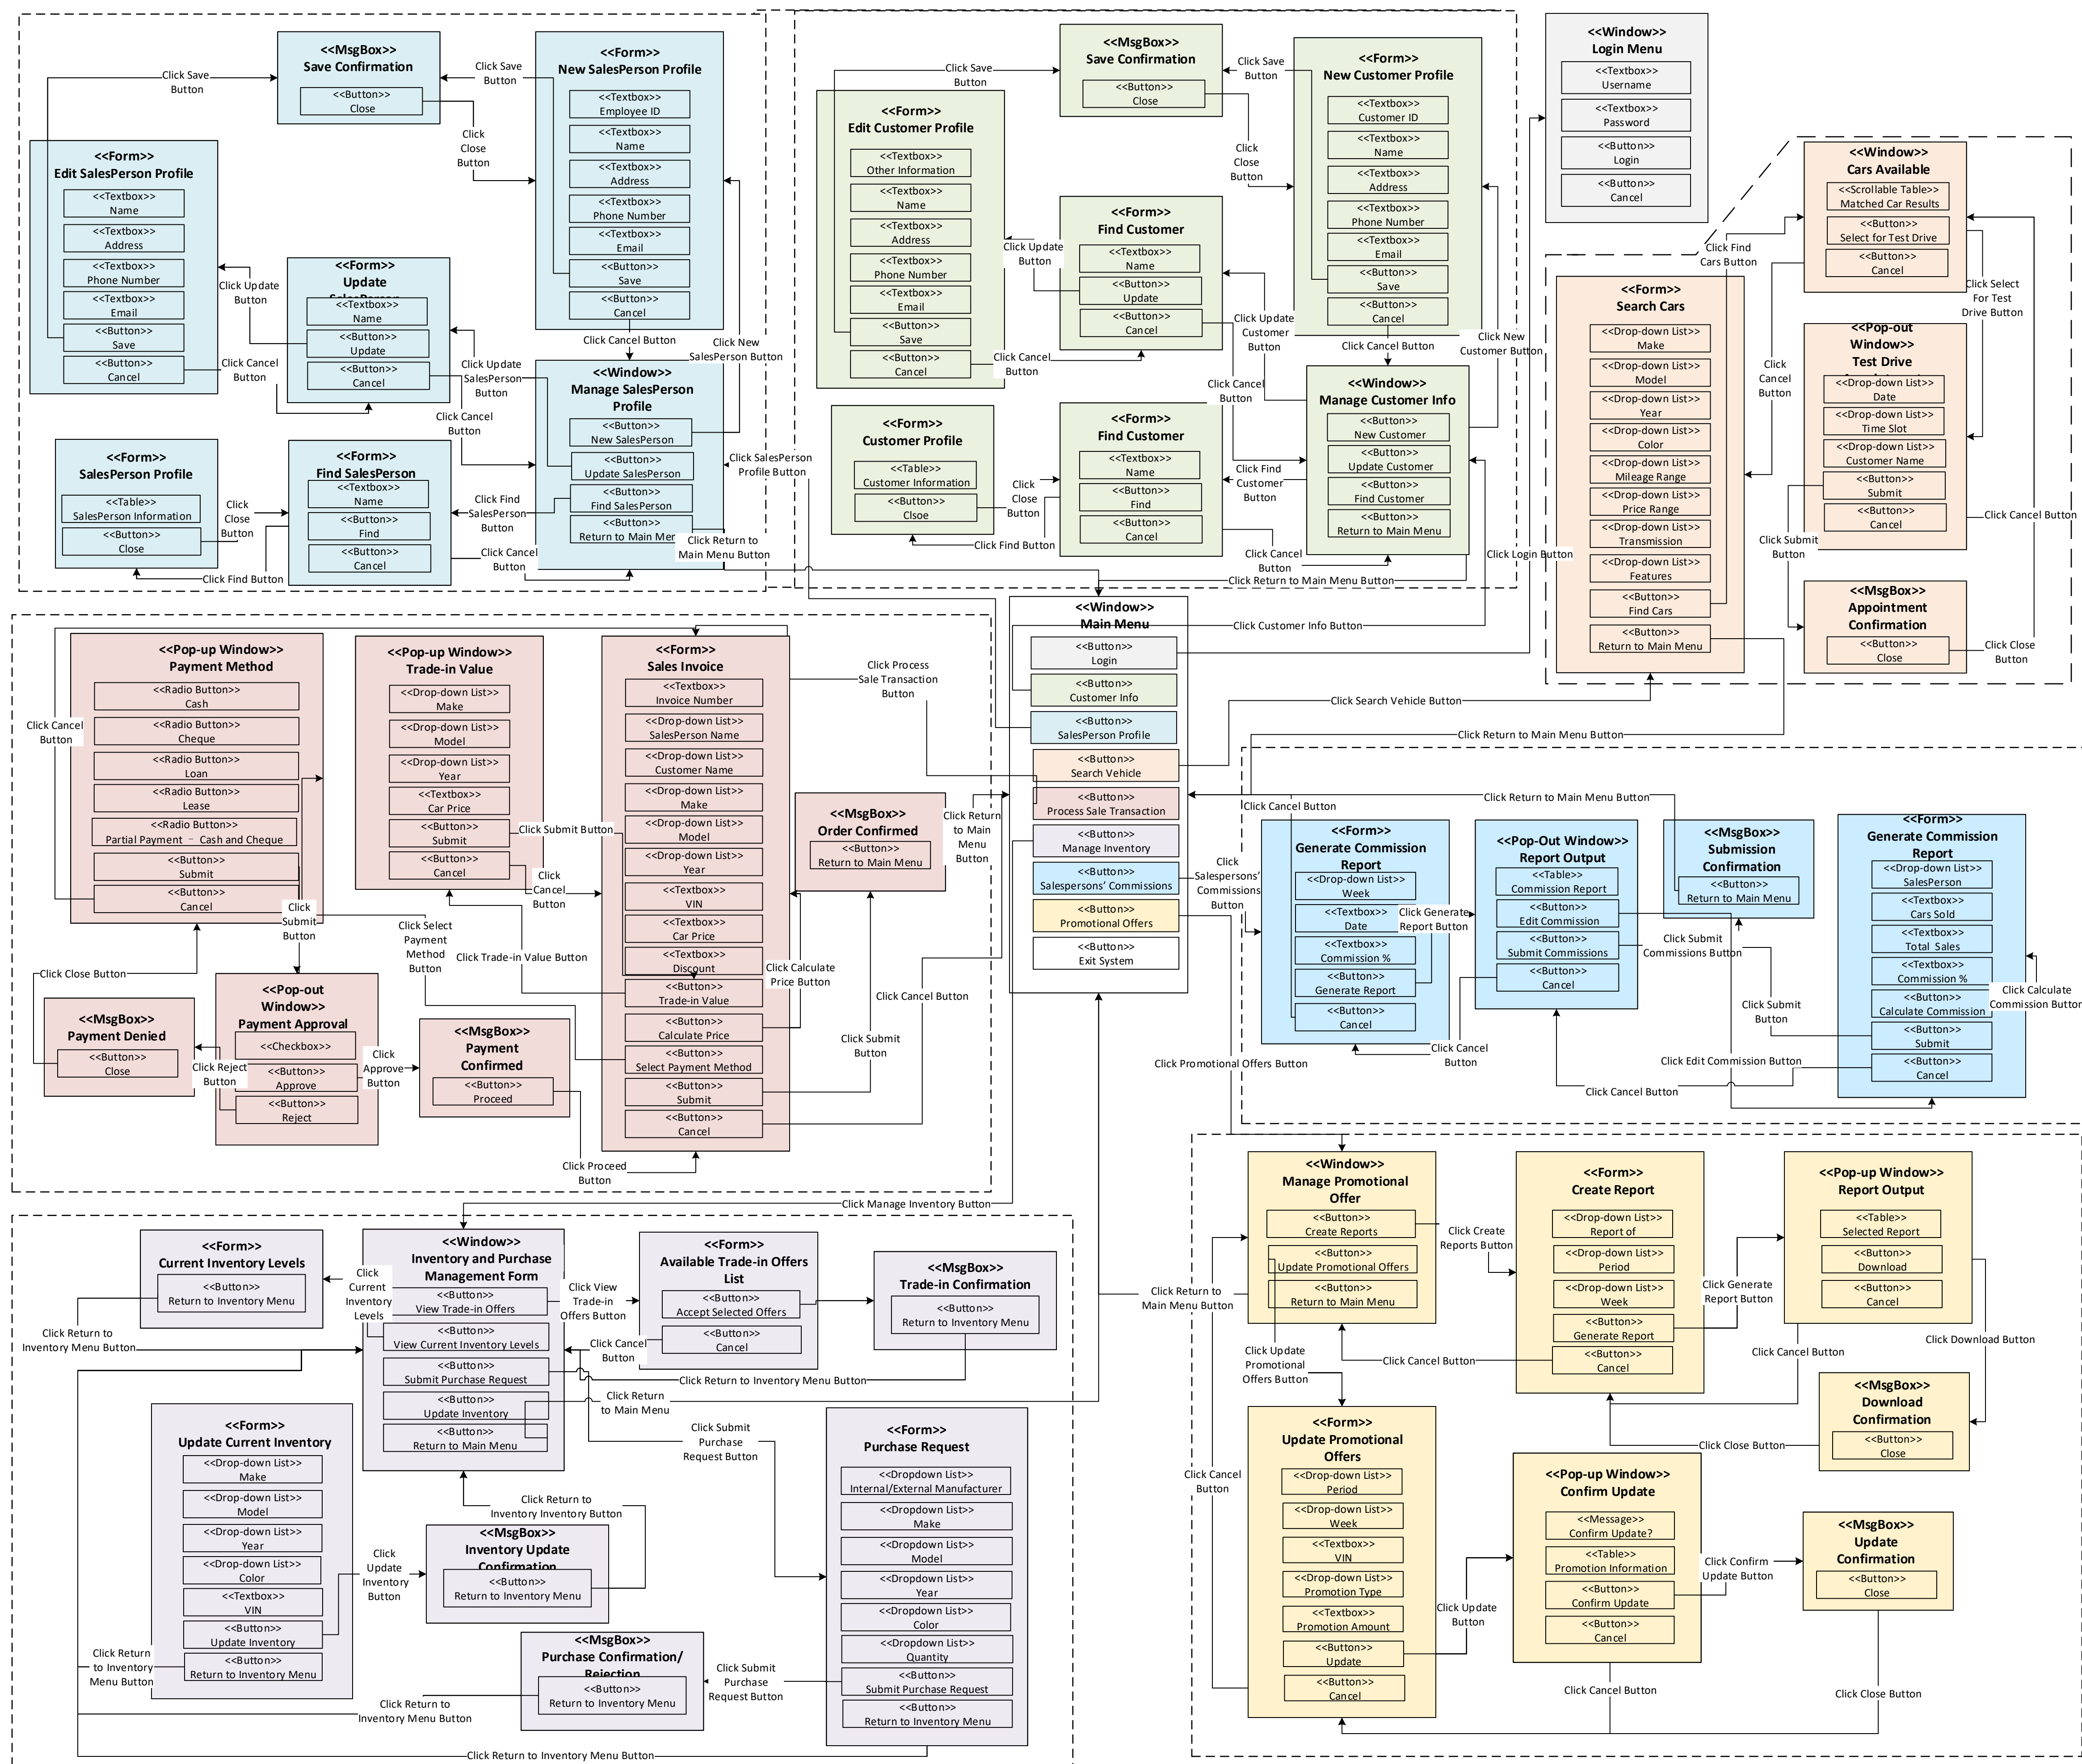 <<MsgBox>>
Save Confirmation
<<Button>>
Close
Click Save
Button
Click Save
Button
Click
Close
Button
<<Form>>
New SalesPerson Profile
<<Textbox>>
Employee ID
<<Textbox>>
Name
<<Textbox>>
Address
<<Textbox>>
Phone Number
<<Textbox>>
Email
<<Button>>
Save
<<Button>>
Cancel
<<Form>>
Edit SalesPerson Profile
<<Textbox>>
Name
<<Textbox>>
Address
<<Textbox>>
Phone Number
<<Textbox>>
Email
<<Button>>
Save
<<Button>>
Cancel
Click Update
Button
Click Cancel
Button
<<Form>>
Update
<<Textbox>>
Name
<<Button>>
Update
<<Button>>
Cancel
Click Update
SalesPerson
Button
Click Cancel
Button
Click Cancel Button
Click New
SalesPerson Button
<<Window>>
Manage SalesPerson
Profile
<<Button>>
New SalesPerson
<<Button>>
Update SalesPerson
<<Button>>
Find SalesPerson
<<Button>>
Return to Main Menu
Click SalesPerson
Profile Button
Click Return to
Main Menu Button
<<Form>>
SalesPerson Profile
<<Table>>
SalesPerson Information
<<Button>>
Close
Click
Close
Button
Click Find Button
<<Form>>
Find SalesPerson
<<Textbox>>
Name
<<Button>>
Find
<<Button>>
Cancel
Click Find
SalesPerson
Button
Click Cancel
Button
<<MsgBox>>
Save Confirmation
<<Button>>
Close
Click Save
Button
Click Save
Button
Click
Close
Button
<<Form>>
New Customer Profile
<<Textbox>>
Customer ID
<<Textbox>>
Name
<<Textbox>>
Address
<<Textbox>>
Phone Number
<<Textbox>>
Email
<<Button>>
Save
<<Button>>
Cancel
<<Form>>
Edit Customer Profile
<<Textbox>>
Other Information
<<Textbox>>
Name
<<Textbox>>
Address
<<Textbox>>
Phone Number
<<Textbox>>
Email
<<Button>>
Save
<<Button>>
Cancel
Click Update
Button
Click Cancel
Button
<<Form>>
Find Customer
<<Textbox>>
Name
<<Button>>
Update
<<Button>>
Cancel
Click Update
Customer
Button
Click Cancel
Button
Click Cancel Button
Click New
Customer Button
<<Window>>
Manage Customer Info
<<Button>>
New Customer
<<Button>>
Update Customer
<<Button>>
Find Customer
<<Button>>
Return to Main Menu
<<Form>>
Customer Profile
<<Table>>
Customer Information
<<Button>>
Clsoe
Click
Close
Button
Click Find Button
<<Form>>
Find Customer
<<Textbox>>
Name
<<Button>>
Find
<<Button>>
Cancel
Click Find
Customer
Button
Click Cancel
Button
Click Login Button
Click Return to Main Menu Button
<<Window>>
Login Menu
<<Textbox>>
Username
<<Textbox>>
Password
<<Button>>
Login
<<Button>>
Cancel
<<Window>>
Cars Available
<<Scrollable Table>>
Matched Car Results
<<Button>>
Select for Test Drive
<<Button>>
Cancel
Click Find
Cars Button
Click Select
For Test
Drive Button
<<Form>>
Search Cars
<<Drop-down List>>
Make
<<Drop-down List>>
Model
<<Drop-down List>>
Year
<<Drop-down List>>
Color
<<Drop-down List>>
Mileage Range
<<Drop-down List>>
Price Range
<<Drop-down List>>
Transmission
<<Drop-down List>>
Features
<<Button>>
Find Cars
<<Button>>
Return to Main Menu
Click
Cancel
Button
<<Pop-out
Window>>
Test Drive
<<Drop-down List>>
Date
<<Drop-down List>>
Time Slot
<<Drop-down List>>
Customer Name
<<Button>>
Submit
<<Button>>
Cancel
Click Cancel Button
Click Submit
Button
<<MsgBox>>
Appointment
Confirmation
<<Button>>
Close
Click Close
Button
<<Window>>
Main Menu
<<Button>>
Login
<<Button>>
Customer Info
<<Button>>
SalesPerson Profile
<<Button>>
Search Vehicle
<<Button>>
Process Sale Transaction
<<Button>>
Manage Inventory
<<Button>>
Salespersons' Commissions
<<Button>>
Promotional Offers
<<Button>>
Exit System
Click Customer Info Button
Click Search Vehicle Button
Click Return to Main Menu Button
<<Pop-up Window>>
Payment Method
<<Radio Button>>
Cash
<<Radio Button>>
Cheque
<<Radio Button>>
Loan
<<Radio Button>>
Lease
<<Radio Button>>
Partial Payment – Cash and Cheque
<<Button>>
Submit
<<Button>>
Cancel
Click Cancel
Button
Click
Submit
Button
<<Pop-up Window>>
Trade-in Value
<<Drop-down List>>
Make
<<Drop-down List>>
Model
<<Drop-down List>>
Year
<<Textbox>>
Car Price
<<Button>>
Submit
<<Button>>
Cancel
Click Submit Button
Click
Cancel
Button
Click Select
Payment
Method
Button
Click Trade-in Value Button
<<Form>>
Sales Invoice
<<Textbox>>
Invoice Number
<<Drop-down List>>
SalesPerson Name
<<Drop-down List>>
Customer Name
<<Drop-down List>>
Make
<<Drop-down List>>
Model
<<Drop-down List>>
Year
<<Textbox>>
VIN
<<Textbox>>
Car Price
<<Textbox>>
Discount
<<Button>>
Trade-in Value
<<Button>>
Calculate Price
<<Button>>
Select Payment Method
<<Button>>
Submit
<<Button>>
Cancel
Click Process
Sale Transaction
Button
<<MsgBox>>
Order Confirmed
<<Button>>
Return to Main Menu
Click Return
to Main
Menu
Button
Click Calculate
Price Button
Click Cancel Button
Click Submit
Button
Click Close Button
<<MsgBox>>
Payment Denied
<<Button>>
Close
Click Reject
Button
<<Pop-out
Window>>
Payment Approval
<<Checkbox>>
<<Button>>
Approve
<<Button>>
Reject
Click
Approve
Button
<<MsgBox>>
Payment
Confirmed
<<Button>>
Proceed
Click Proceed
Button
Click Cancel Button
Click
Salespersons'
Commissions
Button
<<Form>>
Generate Commission
Report
<<Drop-down List>>
Week
<<Textbox>>
Date
<<Textbox>>
Commission %
<<Button>>
Generate Report
<<Button>>
Cancel
Click Generate
Report Button
Click Cancel
Button
<<Pop-Out Window>>
Report Output
<<Table>>
Commission Report
<<Button>>
Edit Commission
<<Button>>
Submit Commissions
<<Button>>
Cancel
Click Return to Main Menu Button
<<MsgBox>>
Submission
Confirmation
<<Button>>
Return to Main Menu
Click Submit
Commissions Button
Click Submit
Button
Click Edit Commission Button
Click Cancel Button
<<Form>>
Generate Commission
Report
<<Drop-down List>>
SalesPerson
<<Textbox>>
Cars Sold
<<Textbox>>
Total Sales
<<Textbox>>
Commission %
<<Button>>
Calculate Commission
<<Button>>
Submit
<<Button>>
Cancel
Click Calculate
Commission Button
Click Promotional Offers Button
Click Manage Inventory Button
<<Form>>
Current Inventory Levels
<<Button>>
Return to Inventory Menu
Click
Current
Inventory
Levels
Click Return to
Inventory Menu Button
<<Window>>
Inventory and Purchase
Management Form
<<Button>>
View Trade-in Offers
<<Button>>
View Current Inventory Levels
<<Button>>
Submit Purchase Request
<<Button>>
Update Inventory
<<Button>>
Return to Main Menu
Click View
Trade-in
Offers Button
<<Form>>
Available Trade-in Offers
List
<<Button>>
Accept Selected Offers
<<Button>>
Cancel
Click Cancel
Button
<<MsgBox>>
Trade-in Confirmation
<<Button>>
Return to Inventory Menu
Click Return to Inventory Menu Button
Click Return
to Main Menu
<<Form>>
Update Current Inventory
<<Drop-down List>>
Make
<<Drop-down List>>
Model
<<Drop-down List>>
Year
<<Drop-down List>>
Color
<<Textbox>>
VIN
<<Button>>
Update Inventory
<<Button>>
Return to Inventory Menu
Click
Update
Inventory
Button
Click Return
to Inventory
Menu Button
Click Return to
Inventory Inventory Button
<<MsgBox>>
Inventory Update
Confirmation
<<Button>>
Return to Inventory Menu
Click Submit
Purchase
Request Button
<<MsgBox>>
Purchase Confirmation/
Rejection
<<Button>>
Return to Inventory Menu
Click Return to
Inventory Menu Button
Click Submit
Purchase
Request Button
<<Form>>
Purchase Request
<<Dropdown List>>
Internal/External Manufacturer
<<Dropdown List>>
Make
<<Dropdown List>>
Model
<<Dropdown List>>
Year
<<Dropdown List>>
Color
<<Dropdown List>>
Quantity
<<Button>>
Submit Purchase Request
<<Button>>
Return to Inventory Menu
Click Return to Inventory Menu Button
<<Window>>
Manage Promotional
Offer
<<Button>>
Create Reports
<<Button>>
Update Promotional Offers
<<Button>>
Return to Main Menu
Click Create
Reports Button
Click Return to
Main Menu Button
Click Update
Promotional
Offers Button
Click Cancel Button
<<Form>>
Create Report
<<Drop-down List>>
Report of
<<Drop-down List>>
Period
<<Drop-down List>>
Week
<<Button>>
Generate Report
<<Button>>
Cancel
Click Generate
Report Button
<<Pop-up Window>>
Report Output
<<Table>>
Selected Report
<<Button>>
Download
<<Button>>
Cancel
Click Download Button
Click Cancel Button
<<MsgBox>>
Download
Confirmation
<<Button>>
Close
Click Close Button
<<Form>>
Update Promotional
Offers
<<Drop-down List>>
Period
<<Drop-down List>>
Week
<<Textbox>>
VIN
<<Drop-down List>>
Promotion Type
<<Textbox>>
Promotion Amount
<<Button>>
Update
<<Button>>
Cancel
Click Cancel
Button
Click Update
Button
<<Pop-up Window>>
Confirm Update
<<Message>>
Confirm Update?
<<Table>>
Promotion Information
<<Button>>
Confirm Update
<<Button>>
Cancel
Click Confirm
Update Button
<<MsgBox>>
Update
Confirmation
<<Button>>
Close
Click Cancel Button
Click Close Button